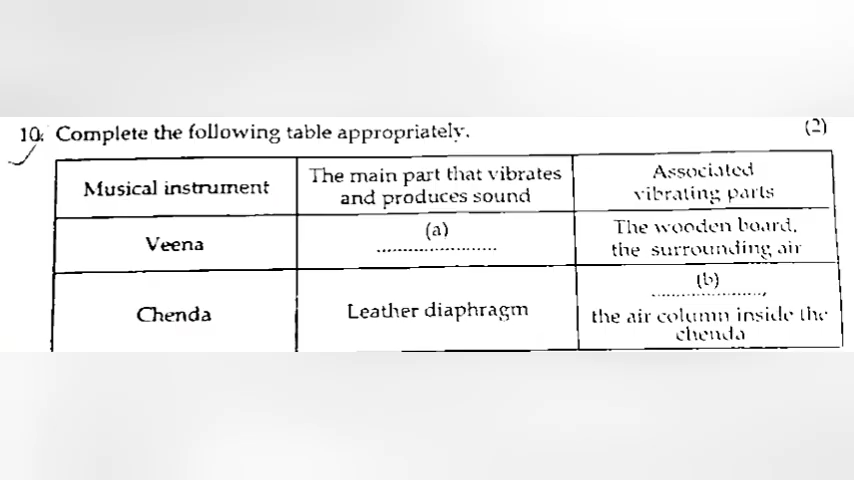 10. Complete the following table appropriately. (2)
Musical instrument
The main part that vibrates
and produces sound
Associated
vibrating parts
Veena
(a)
........................
The wooden board,
the surrounding air
Chenda
Leather diaphragm
(b)
......................,
the air column inside the
chenda